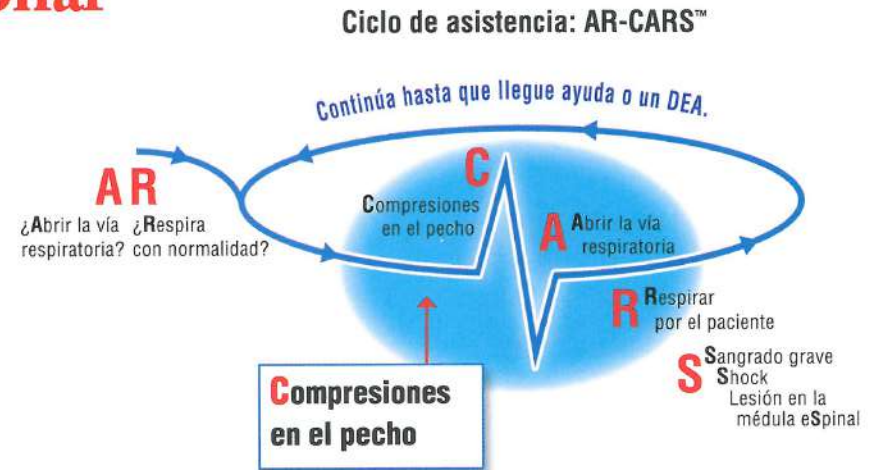 Ciclo de asistencia: AR-CARS™
Continúa hasta que llegue ayuda o un DEA.
A R
¿Abrir la vía ¿Respira
respiratoria? con normalidad?
C
Compresiones
en el pecho
A Abrir la vía
respiratoria
R Respirar
por el paciente
S Sangrado grave
Shock
Lesión en la
médula eSpinal
Compresiones
en el pecho